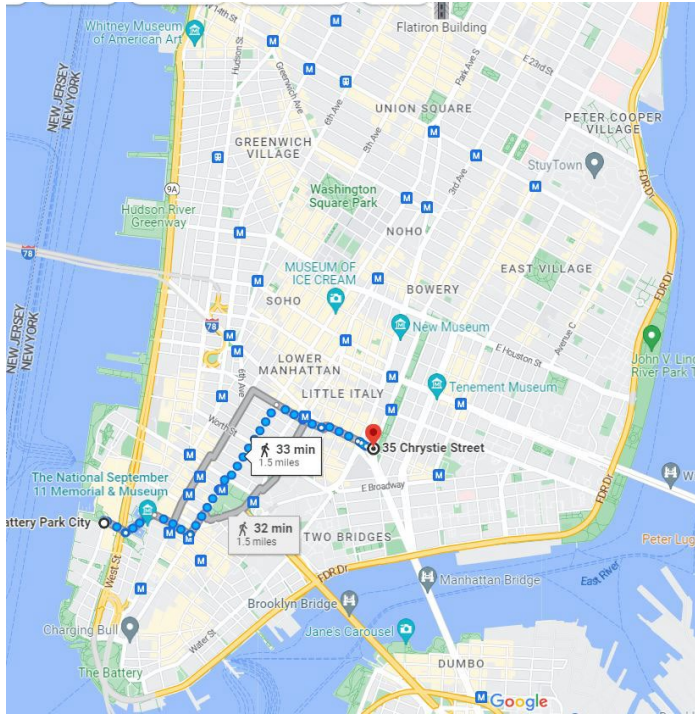 Whitney Museum
of American Art
W 14th St
Flatiron Building
NEW JERSEY
NEW YORK
Hudson St
Greenwich Ave
6th Ave
5th Ave
Park Ave S
E 23rd St
UNION SQUARE
PETER COOPER
VILLAGE
GREENWICH
VILLAGE
StuyTown
FDR Dr
9A
3rd Ave
Washington
Square Park
Hudson River
Greenway
NOHO
78
EAST VILLAGE
MUSEUM OF
ICE CREAM
BOWERY
SOHO
Avenue C
FDR Dr
NEW JERSEY
NEW YORK
78
New Museum
E Houston St
John V. Lin
River Park T
LOWER
MANHATTAN
6th Ave
Tenement Museum
LITTLE ITALY
Worth St
35 Chrystie Street
33 min
1.5 miles
The National September
11 Memorial & Museum
E Broadway
W
attery Park City
32 min
1.5 miles
TWO BRIDGES
Peter Lug
West St
FDR Dr
East River
Manhattan Bridge
Brooklyn Bridge
Charging Bull
Water St
Jane's Carousel
The Battery
DUMBO
Google